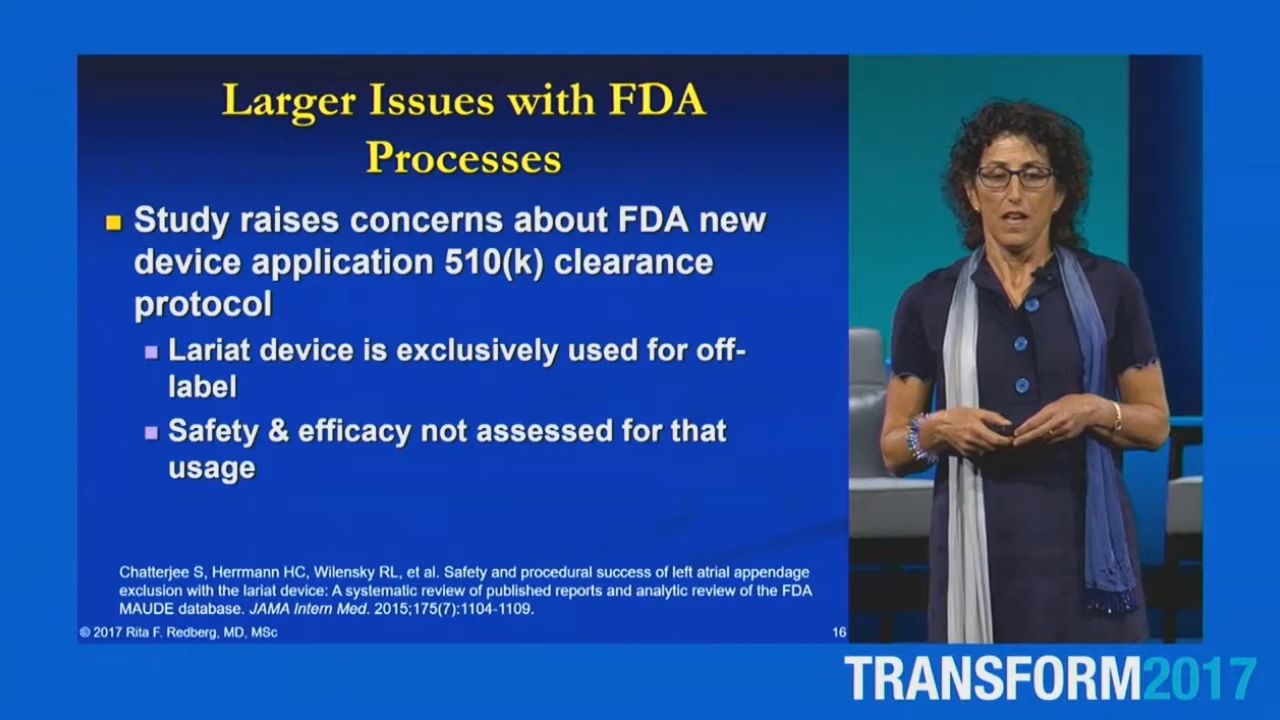 Larger Issues with FDA
Processes
Study raises concerns about FDA new
device application 510(k) clearance
protocol
Lariat device is exclusively used for off-
label
Safety & efficacy not assessed for that
usage
Chatterjee S, Herrmann HC, Wilensky RL, et al. Safety and procedural success of left atrial appendage
exclusion with the lariat device: A systematic review of published reports and analytic review of the FDA
MAUDE database. JAMA Intern Med. 2015;175(7):1104-1109.
© 2017 Rita F. Redberg, MD, MSc
16
TRANSFORM2017